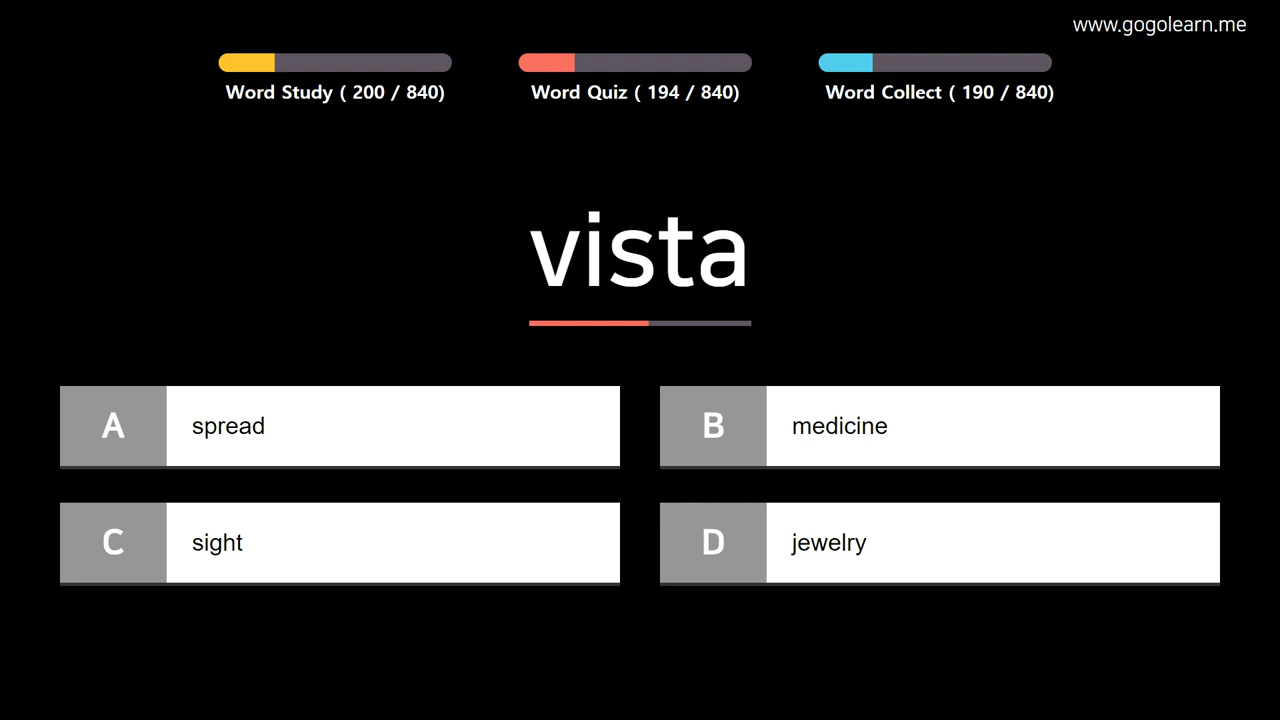 www.gogolearn.me
Word Study ( 200 / 840)
Word Quiz ( 194 / 840)
Word Collect ( 190 / 840)
vista
A spread
B medicine
C sight
D jewelry